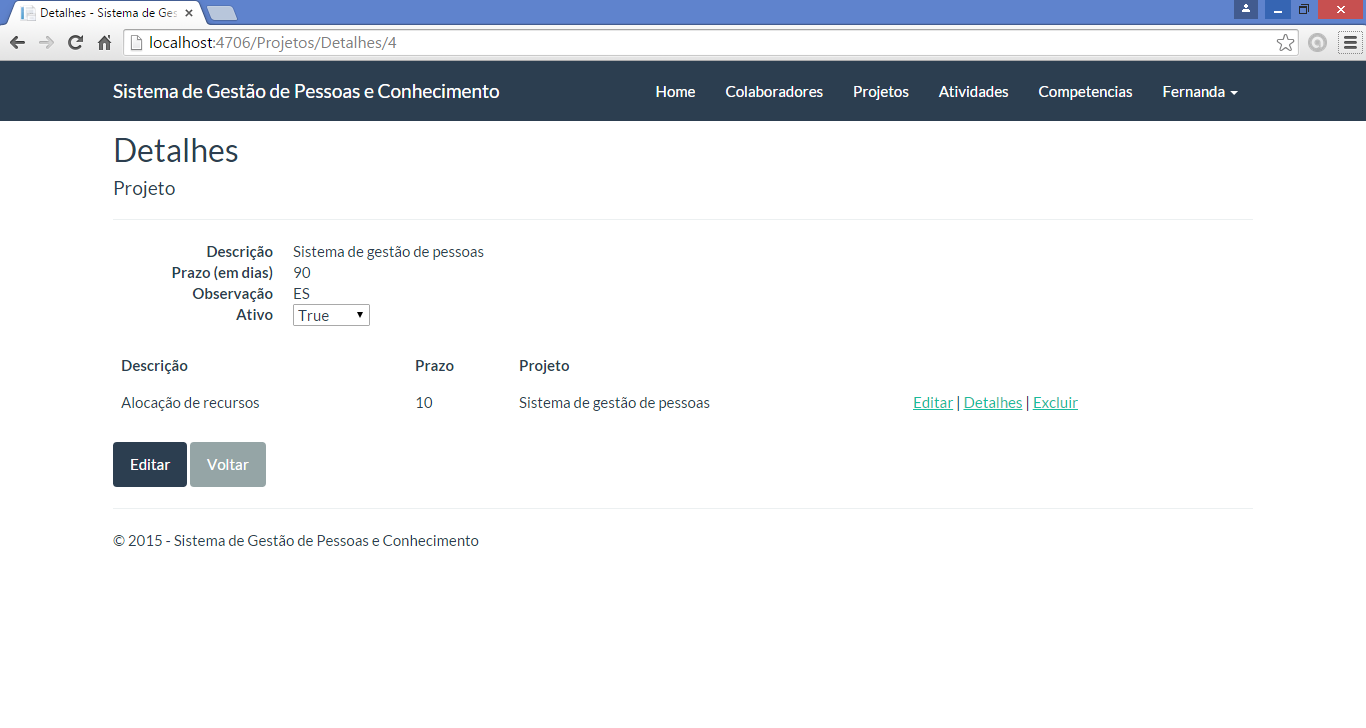 Detalhes - Sistema de Ges
localhost:4706/Projetos/Detalhes/4
Sistema de Gestão de Pessoas e Conhecimento Home Colaboradores Projetos Atividades Competencias Fernanda
Detalhes
Projeto
Descrição Sistema de gestão de pessoas
Prazo (em dias) 90
Observação ES
Ativo True
Descrição Prazo Projeto
Alocação de recursos 10 Sistema de gestão de pessoas Editar | Detalhes | Excluir
Editar Voltar
© 2015 - Sistema de Gestão de Pessoas e Conhecimento